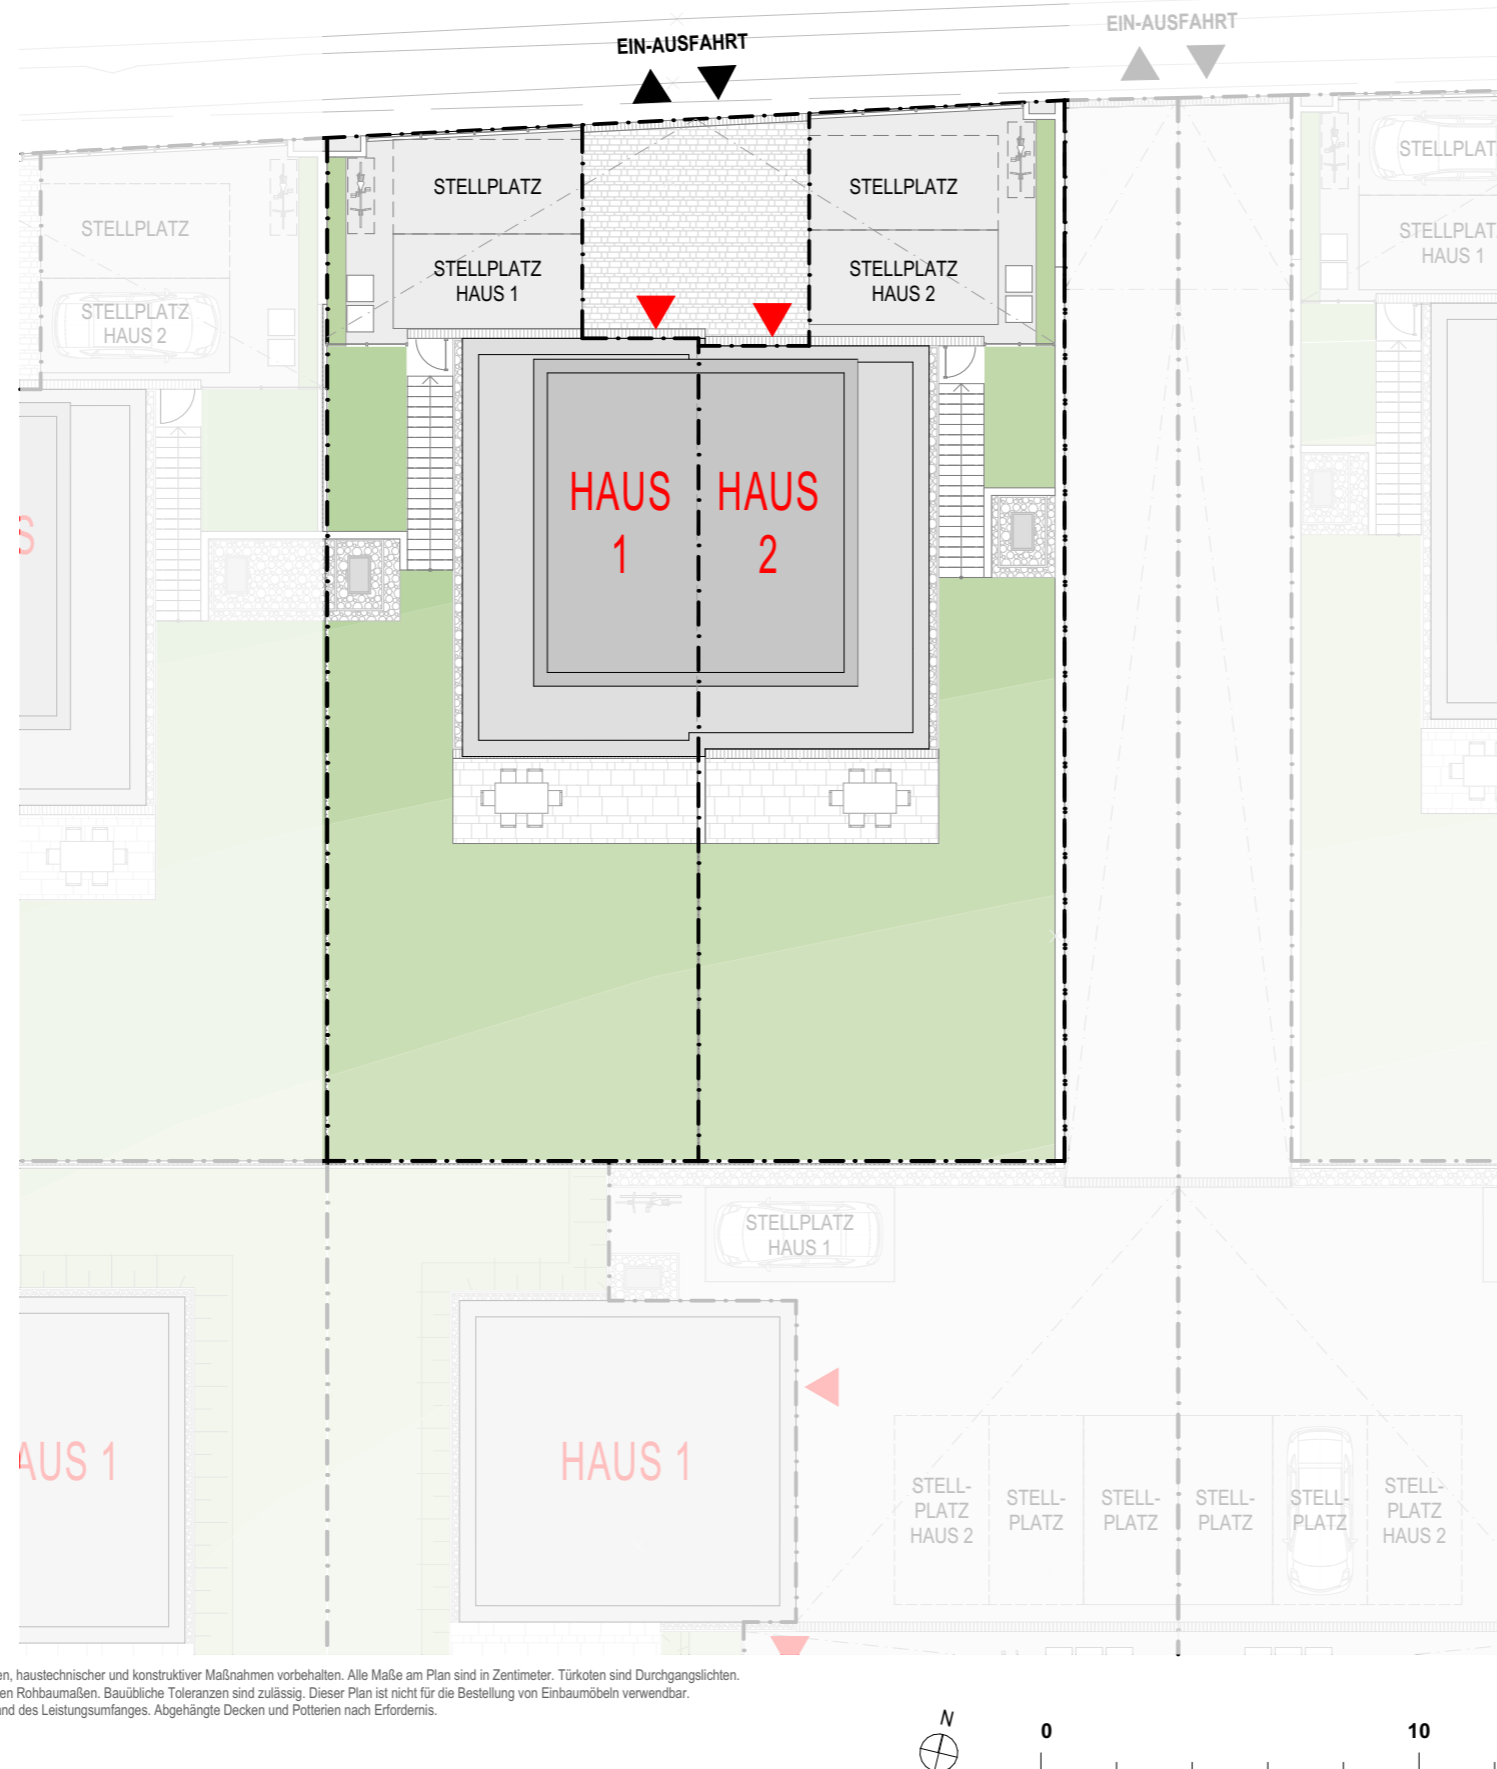 EIN-AUSFAHRT
EIN-AUSFAHRT
STELLPLATZ
STELLPLATZ
HAUS 2
STELLPLATZ
STELLPLATZ
HAUS 1
STELLPLATZ
STELLPLATZ
HAUS 2
STELLPLAT
STELLPLAT
HAUS 1
S
HAUS
1
HAUS
2
STELLPLATZ
HAUS 1
AUS 1
HAUS 1
STELL-
PLATZ
HAUS 2
STELL-
PLATZ
STELL-
PLATZ
STELL-
PLATZ
STELL-
PLATZ
STELL-
PLATZ
HAUS 2
en, haustechnischer und konstruktiver Maßnahmen vorbehalten. Alle Maße am Plan sind in Zentimeter. Türkoten sind Durchgangslichten.
en Rohbaumaßen. Bauübliche Toleranzen sind zulässig. Dieser Plan ist nicht für die Bestellung von Einbaumöbeln verwendbar.
nd des Leistungsumfanges. Abgehängte Decken und Potterien nach Erfordernis.
N
0
10